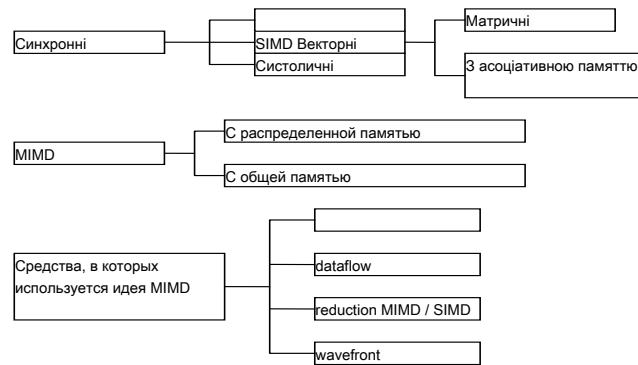 Синхронні
SIMD Векторні
Систоличні
Матричні
З асоціативною памяттю
MIMD
С распределенной памятью
С общей памятью
Средства, в которых
используется идея MIMD
dataflow
reduction MIMD / SIMD
wavefront